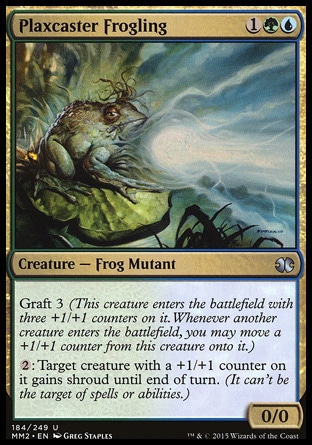 Plaxcaster Frogling 1
Creature — Frog Mutant
Graft 3 (This creature enters the battlefield with
three +1/+1 counters on it. Whenever another
creature enters the battlefield, you may move a
+1/+1 counter from this creature onto it.)
2: Target creature with a +1/+1 counter on
it gains shroud until end of turn. (It can't be
the target of spells or abilities.)
0/0
184/249 U
MM2 • EN Greg Staples ™ & © 2015 Wizards of the Coast